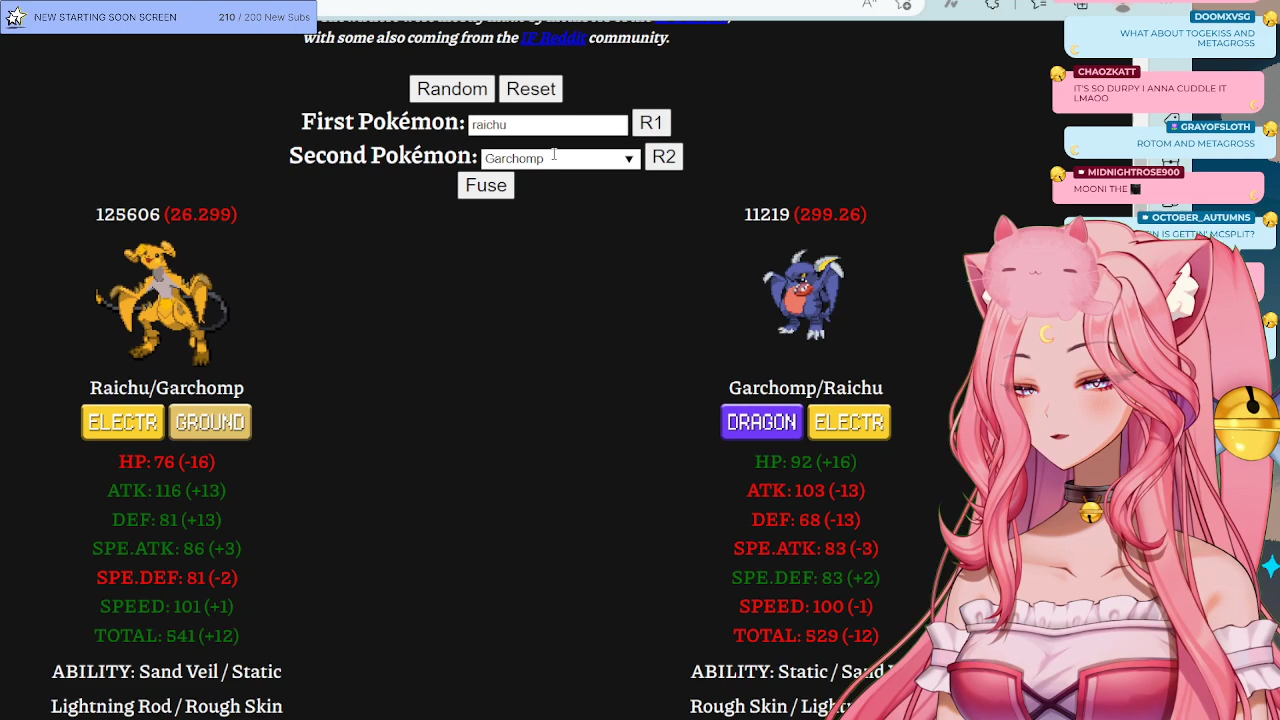 NEW STARTING SOON SCREEN 210 / 200 New Subs
with some also coming from the IF Reddit community.
Random Reset
First Pokémon: raichu R1
Second Pokémon: Garchomp R2
Fuse
125606 (26.299)
Raichu/Garchomp
ELECTR GROUND
HP: 76 (-16)
ATK: 116 (+13)
DEF: 81 (+13)
SPE.ATK: 86 (+3)
SPE.DEF: 81 (-2)
SPEED: 101 (+1)
TOTAL: 541 (+12)
ABILITY: Sand Veil / Static
Lightning Rod / Rough Skin
11219 (299.26)
Garchomp/Raichu
DRAGON ELECTR
HP: 92 (+16)
ATK: 103 (-13)
DEF: 68 (-13)
SPE.ATK: 83 (-3)
SPE.DEF: 83 (+2)
SPEED: 100 (-1)
TOTAL: 529 (-12)
ABILITY: Static / Sand
Rough Skin /
DOOMXVSG
WHAT ABOUT TOGEKISS AND
METAGROSS
CHAOZKATT
IT'S SO DURPY I ANNA CUDDLE IT
LMAOO
GRAYOFSLOTH
ROTOM AND METAGROSS
MIDNIGHTROSE900
MOONI THE
OCTOBER_AUTUMNS
GETTIN' MCSPLIT?